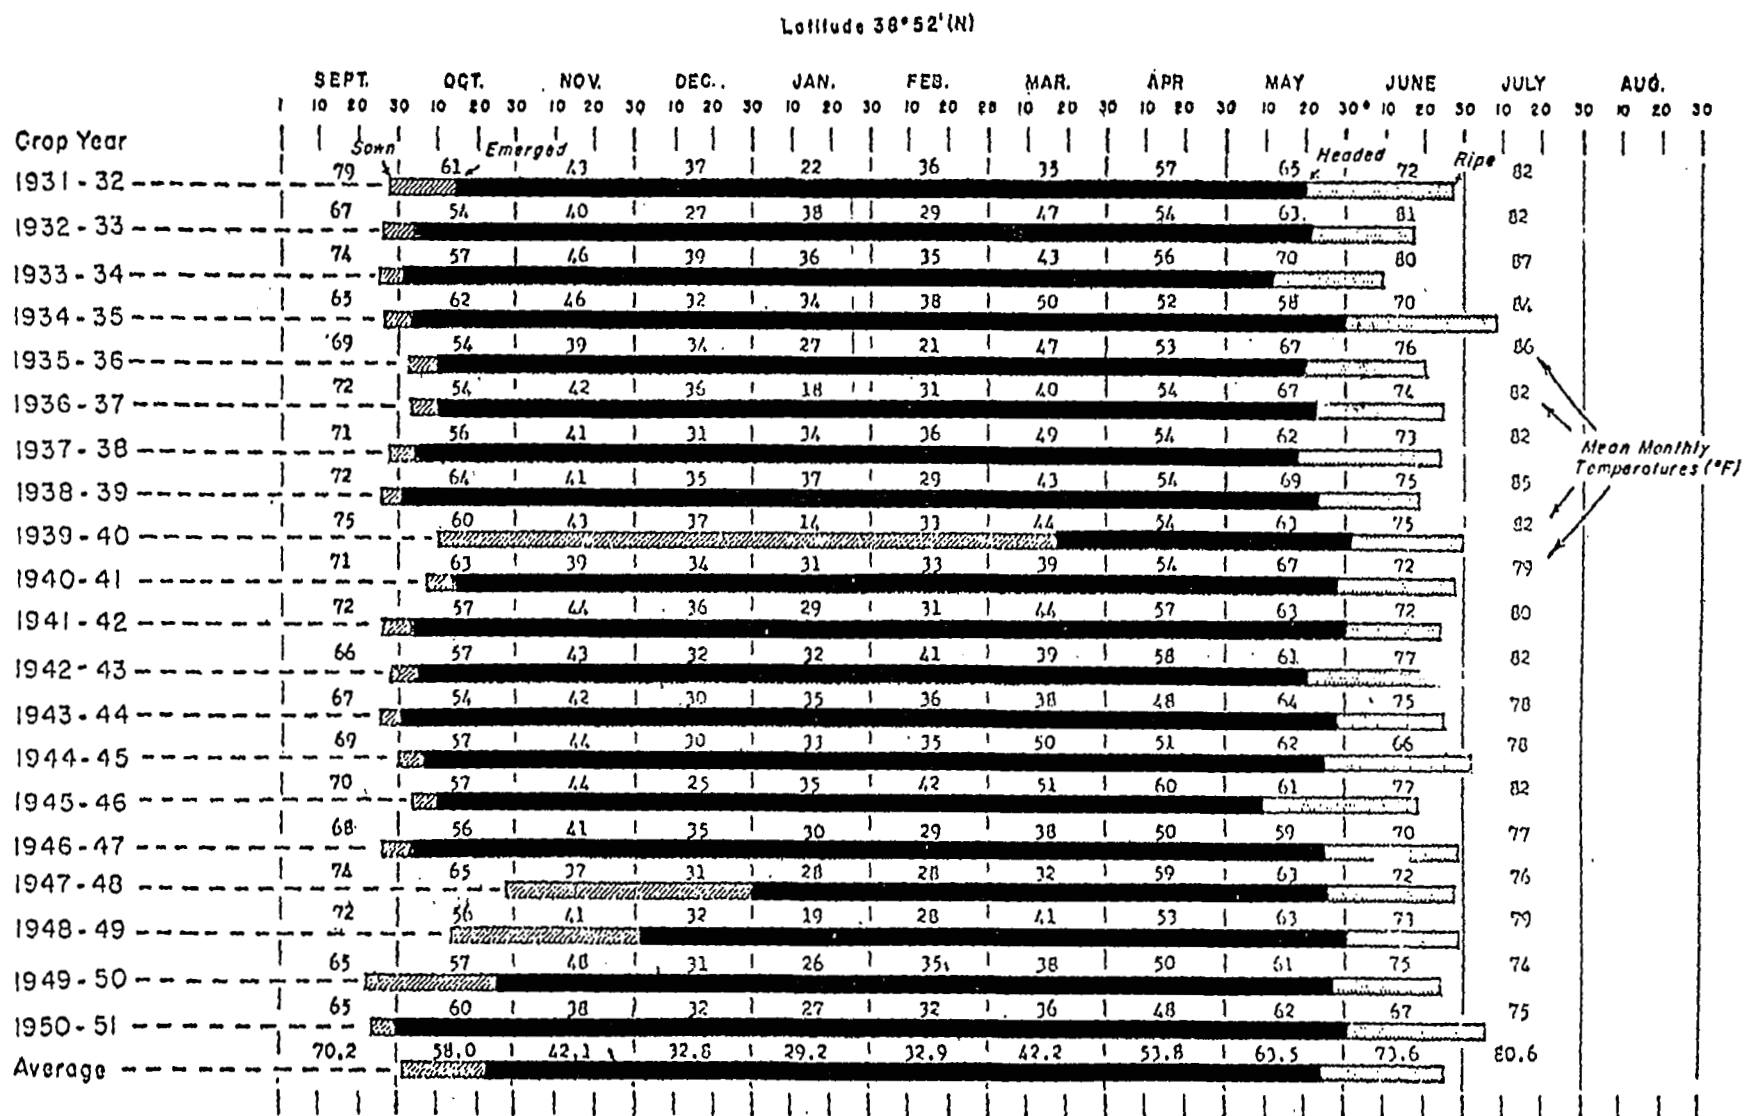 Latitude 38°52'(N)
SEPT. OCT. NOV. DEC. JAN. FEB. MAR. APR MAY JUNE JULY AUG.
1 10 20 30 10 20 30 10 20 30 10 20 30 10 20 30 10 20 28 10 20 30 10 20 30 10 20 30 10 20 30 10 20 30 10 20 30
Crop Year Sown Emerged Headed Ripe
1931-32 79 61 43 37 22 36 35 57 65 72 82
1932-33 67 54 40 27 38 29 47 54 63 81 82
1933-34 74 57 46 39 36 35 43 56 70 80 87
1934-35 65 62 46 32 34 38 50 52 58 70 84
1935-36 69 54 39 34 27 21 47 53 67 76 86
1936-37 72 54 42 36 18 31 40 54 67 74 82
1937-38 71 56 41 31 34 36 49 54 62 73 82
Mean Monthly
Temperatures (°F)
1938-39 72 64 41 35 37 29 43 54 69 75 85
1939-40 75 60 43 37 14 33 44 54 63 75 82
1940-41 71 63 39 34 31 33 39 54 67 72 79
1941-42 72 57 44 36 29 31 44 57 63 72 80
1942-43 66 57 43 32 32 41 39 58 61 77 82
1943-44 67 54 42 30 35 36 38 48 64 75 78
1944-45 69 57 44 30 33 35 50 51 62 66 78
1945-46 70 57 44 25 35 42 51 60 61 77 82
1946-47 68 56 41 35 30 29 38 50 59 70 77
1947-48 74 65 37 31 28 28 32 59 63 72 76
1948-49 72 56 41 32 19 28 41 53 63 73 79
1949-50 65 57 48 31 26 35 38 50 61 75 74
1950-51 65 60 38 32 27 32 36 48 62 67 75
Average 70.2 58.0 42.1 32.8 29.2 32.9 42.2 53.8 63.5 73.6 80.6